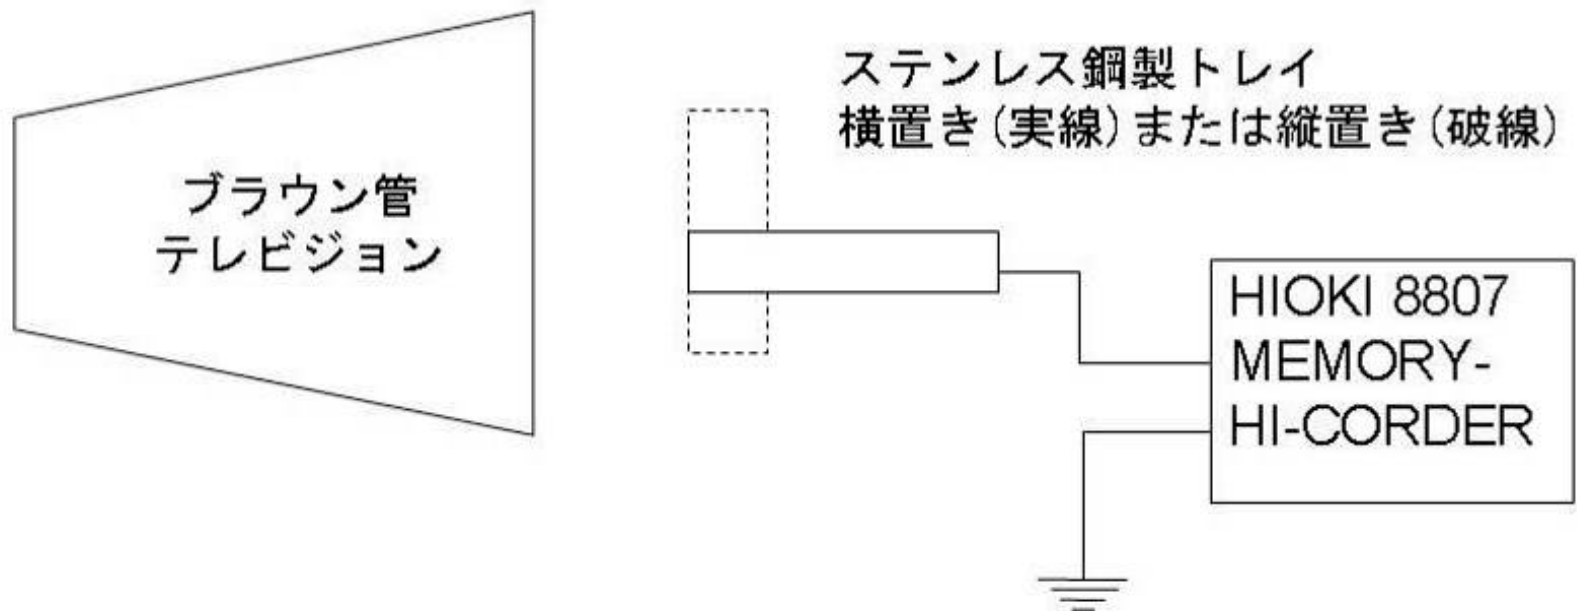 ステンレス鋼製トレイ
横置き(実線)または縦置き(破線)
ブラウン管
テレビジョン
HIOKI 8807
MEMORY-
HI-CORDER